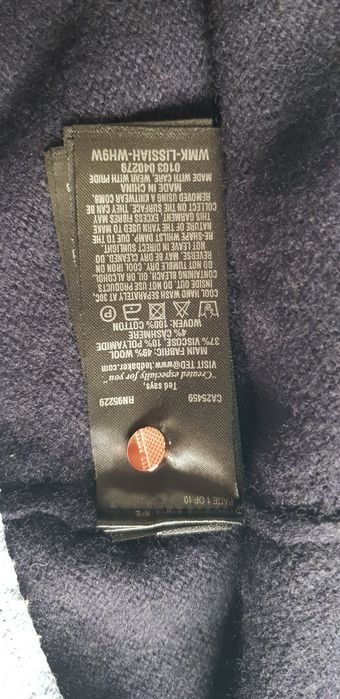 PAGE 1 OF 10
CA25459 RN95229
Ted says,
"Created especially for you"
VISIT TED@www.tedbaker.com
MAIN FABRIC: 49% WOOL
37% VISCOSE, 10% POLYAMIDE
4% CASHMERE
WOVEN: 100% COTTON
P
COOL HAND WASH SEPARATELY AT 30C,
INSIDE OUT. DO NOT USE PRODUCTS
CONTAINING BLEACH, OIL OR
DO NOT TUMBLE DRY. COOL IRON ON
REVERSE. MAY BE DRY CLEANED. DO
NOT LEAVE IN DIRECT SUNLIGHT.
RE-SHAPE WHILST DAMP. DUE TO THE
NATURE OF THE YARN USED TO MAKE
THIS GARMENT, EXCESS FIBRES MAY
COLLECT ON THE SURFACE. THEY CAN BE
REMOVED USING A KNITWEAR COMB.
MADE IN CHINA
MADE WITH CARE WEAR WITH PRIDE
0103 040279
WMK-LISSIAH-WH9W